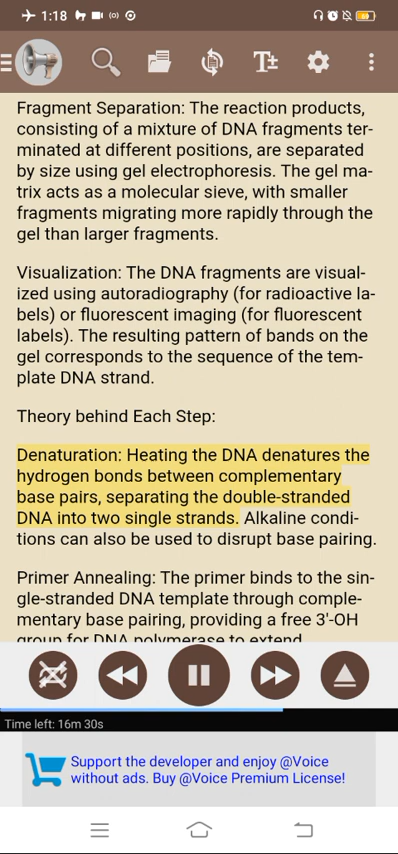 1:18
T±
Fragment Separation: The reaction products,
consisting of a mixture of DNA fragments ter-
minated at different positions, are separated
by size using gel electrophoresis. The gel ma-
trix acts as a molecular sieve, with smaller
fragments migrating more rapidly through the
gel than larger fragments.
Visualization: The DNA fragments are visual-
ized using autoradiography (for radioactive la-
bels) or fluorescent imaging (for fluorescent
labels). The resulting pattern of bands on the
gel corresponds to the sequence of the tem-
plate DNA strand.
Theory behind Each Step:
Denaturation: Heating the DNA denatures the
hydrogen bonds between complementary
base pairs, separating the double-stranded
DNA into two single strands. Alkaline condi-
tions can also be used to disrupt base pairing.
Primer Annealing: The primer binds to the sin-
gle-stranded DNA template through comple-
mentary base pairing, providing a free 3'-OH
group for DNA polymerase to extend
Time left: 16m 30s
Support the developer and enjoy @Voice
without ads. Buy @Voice Premium License!